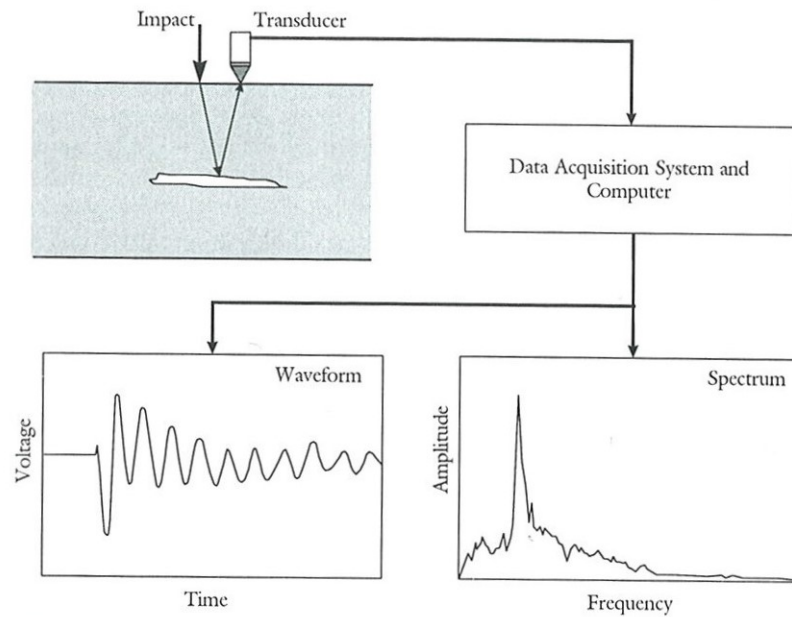 Impact
Transducer
Data Acquisition System and
Computer
Waveform
Voltage
Time
Spectrum
Amplitude
Frequency